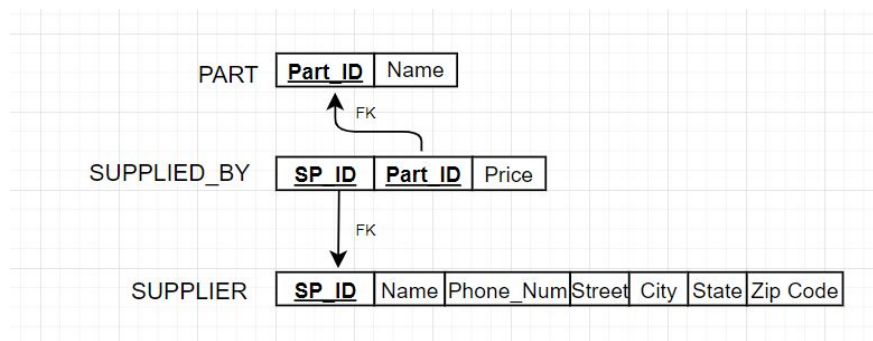 PART Part_ID Name
FK
SUPPLIED_BY SP_ID Part_ID Price
FK
SUPPLIER SP_ID Name Phone_Num Street City State Zip Code